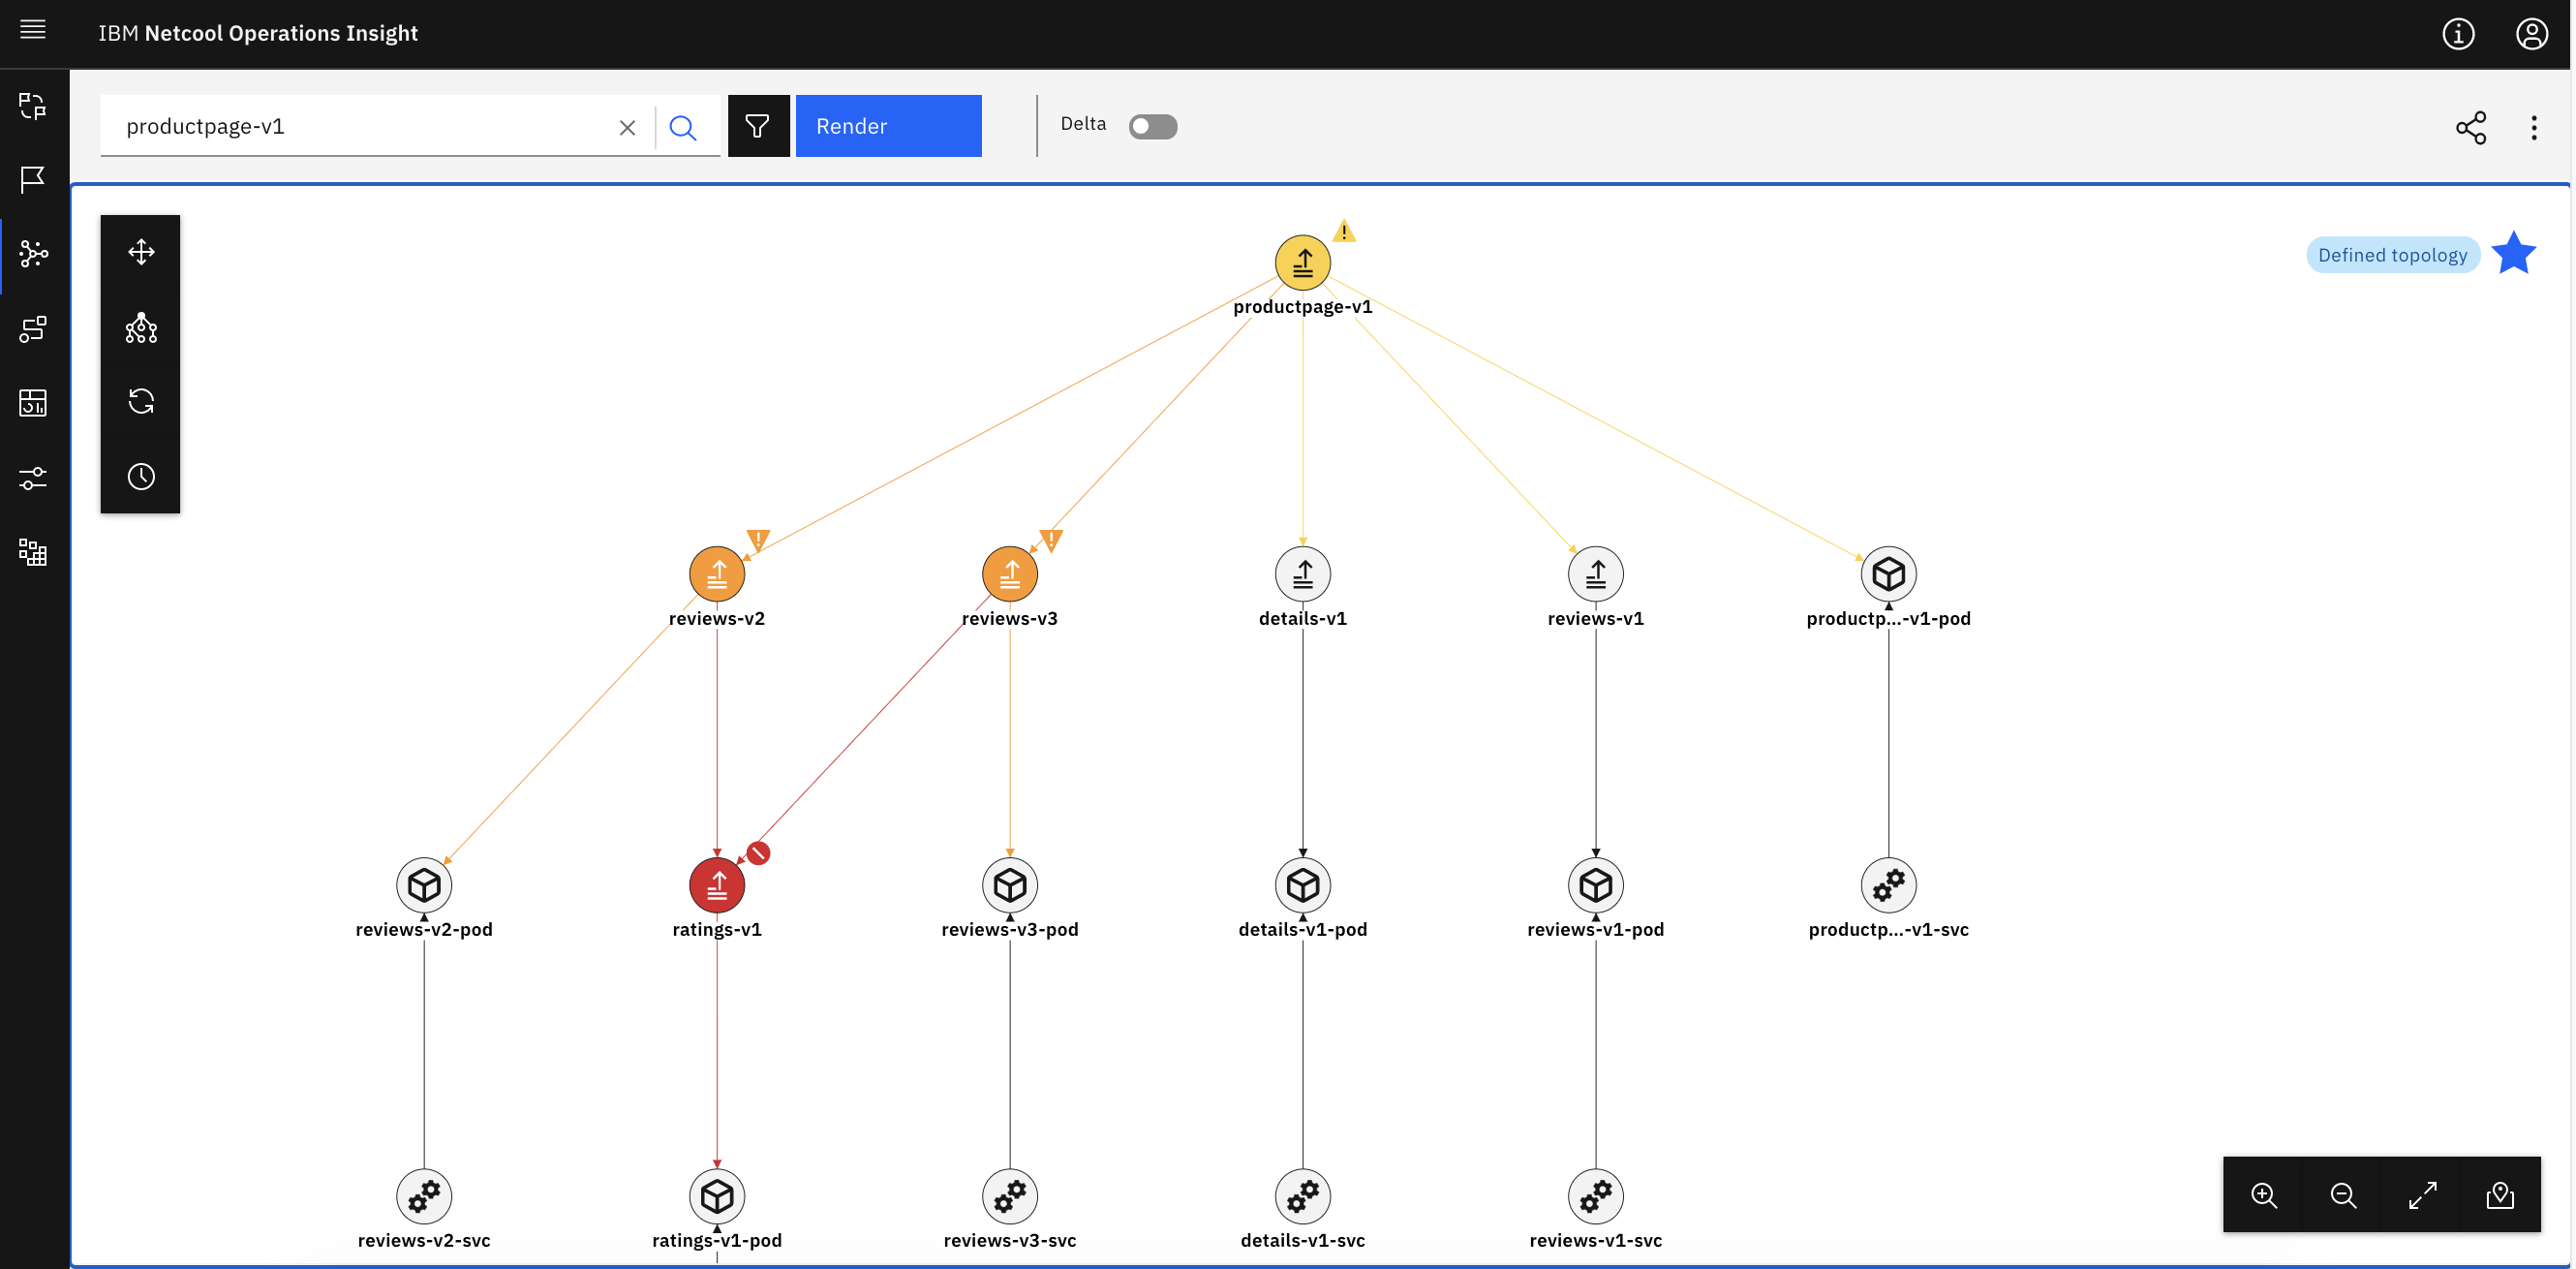 IBM Netcool Operations Insight
productpage-v1
Render
Delta
Defined topology
productpage-v1
reviews-v2
reviews-v3
details-v1
reviews-v1
productp...-v1-pod
reviews-v2-pod
ratings-v1
reviews-v3-pod
details-v1-pod
reviews-v1-pod
productp...-v1-svc
reviews-v2-svc
ratings-v1-pod
reviews-v3-svc
details-v1-svc
reviews-v1-svc